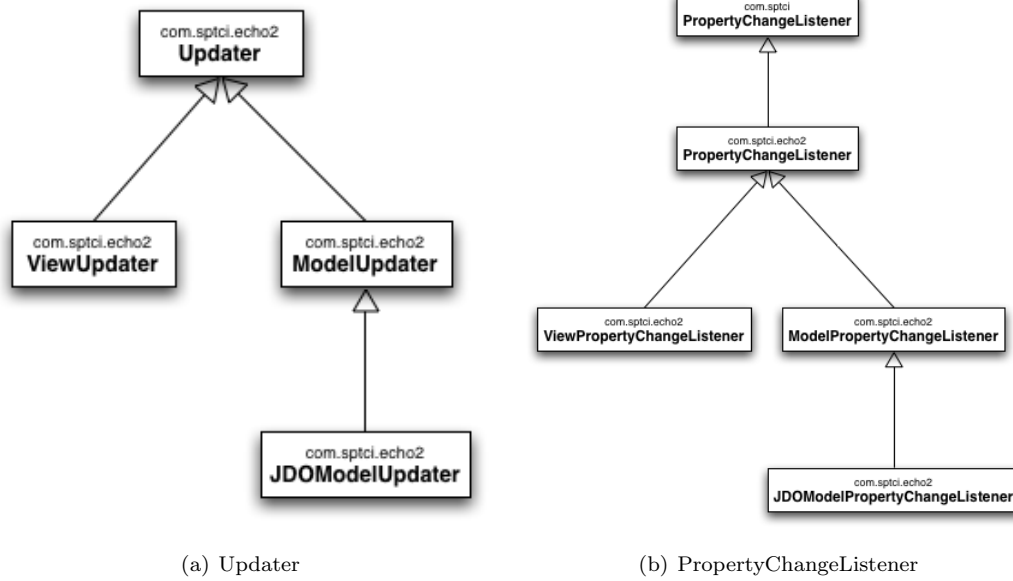 com.sptci.echo2
Updater
com.sptci.echo2
ViewUpdater
com.sptci.echo2
ModelUpdater
com.sptci.echo2
JDOModelUpdater
(a) Updater
com.sptci
PropertyChangeListener
com.sptci.echo2
PropertyChangeListener
com.sptci.echo2
ViewPropertyChangeListener
com.sptci.echo2
ModelPropertyChangeListener
com.sptci.echo2
JDOModelPropertyChangeListener
(b) PropertyChangeListener